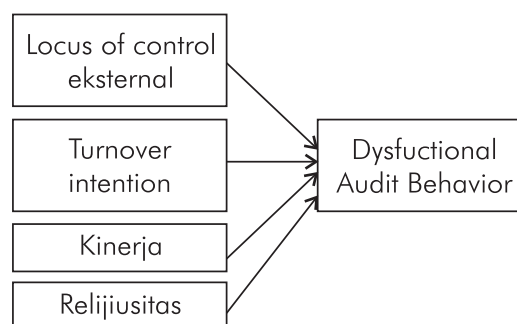 Locus of control
eksternal
Turnover
intention
Kinerja
Relijiusitas
Dysfuctional
Audit Behavior